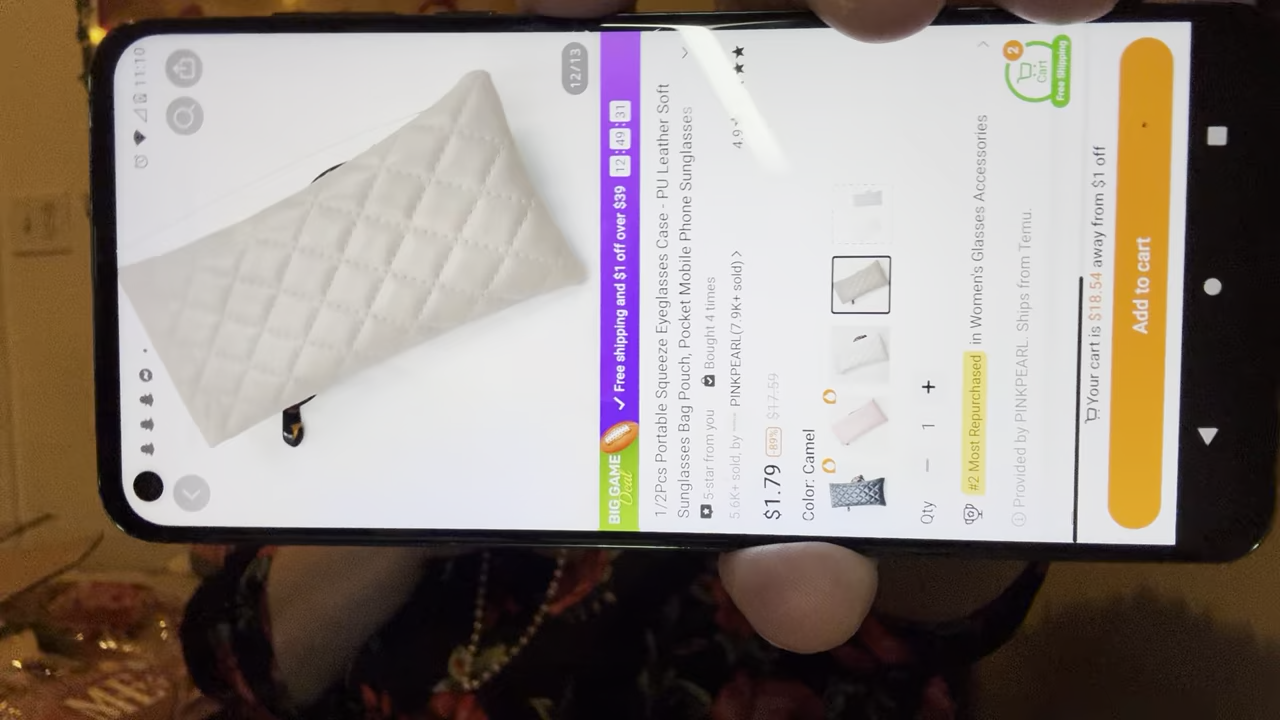 11:10
12/13
BIG GAME
Deal
✓ Free shipping and $1 off over $39
12 : 49 : 31
1/2Pcs Portable Squeeze Eyeglasses Case - PU Leather Soft
Sunglasses Bag Pouch, Pocket Mobile Phone Sunglasses
5-star from you
Bought 4 times
5.6K+ sold, by — PINKPEARL(7.9K+ sold) >
4.9
$1.79 -89% $17.59
Color: Camel
Qty − 1 +
#2 Most Repurchased in Women's Glasses Accessories
2
Cart
Free Shipping
Provided by PINKPEARL. Ships from Temu.
Your cart is $18.54 away from $1 off
Add to cart